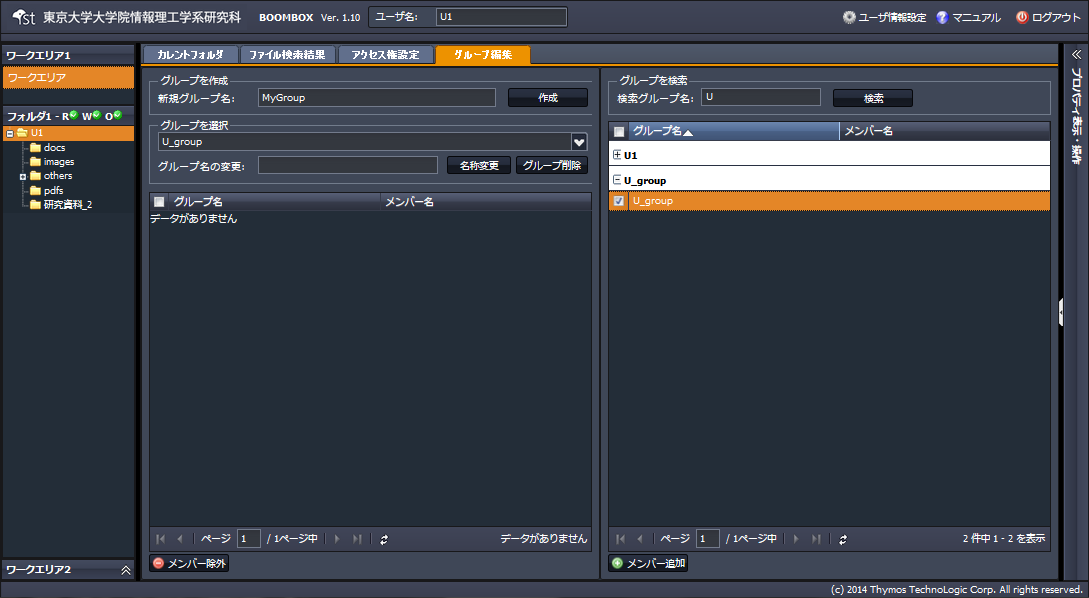 ist 東京大学大学院情報理工学系研究科 BOOMBOX Ver. 1.10 ユーザ名: U1 ユーザ情報設定 マニュアル ログアウト
ワークエリア1
ワークエリア
フォルダ1 - R W O
U1
docs
images
others
pdfs
研究資料_2
ワークエリア2
カレントフォルダ ファイル検索結果 アクセス権設定 グループ編集
グループを作成
新規グループ名: MyGroup 作成
グループを選択
U_group
グループ名の変更: 名称変更 グループ削除
グループ名 メンバー名
データがありません
ページ 1 / 1ページ中 データがありません
メンバー除外
グループを検索
検索グループ名: U 検索
グループ名 メンバー名
U1
U_group
U_group
ページ 1 / 1ページ中 2 件中 1 - 2 を表示
メンバー追加
プロパティ表示・操作
(c) 2014 Thymos TechnoLogic Corp. All rights reserved.